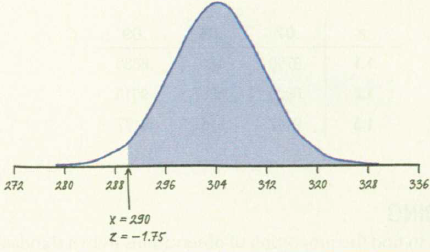 272 280 288 296 304 312 320 328 336
x = 290
z = -1.75